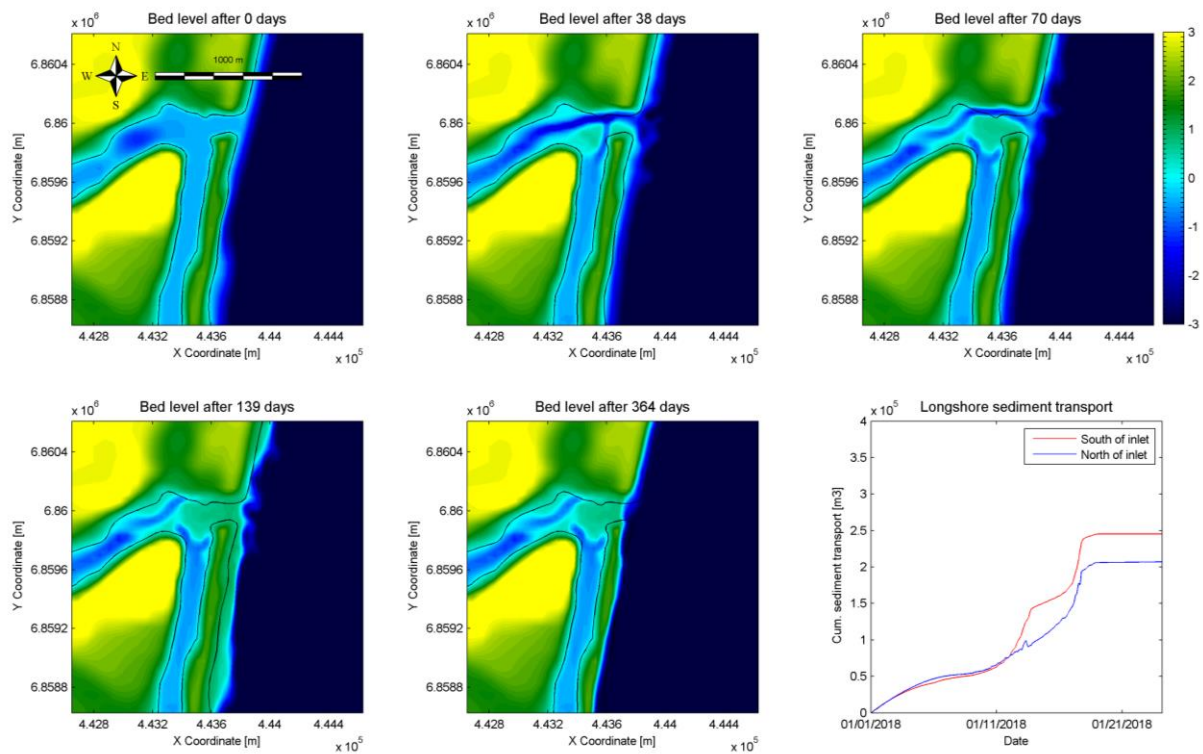 Bed level after 0 days
x 10^6
6.8604
6.86
6.8596
6.8592
6.8588
Y Coordinate [m]
N
W E
S
1000 m
4.428 4.432 4.436 4.44 4.444
X Coordinate [m]
x 10^5
Bed level after 38 days
x 10^6
6.8604
6.86
6.8596
6.8592
6.8588
Y Coordinate [m]
4.428 4.432 4.436 4.44 4.444
X Coordinate [m]
x 10^5
Bed level after 70 days
x 10^6
6.8604
6.86
6.8596
6.8592
6.8588
Y Coordinate [m]
4.428 4.432 4.436 4.44 4.444
X Coordinate [m]
x 10^5
3
2
1
0
-1
-2
-3
Bed level after 139 days
x 10^6
6.8604
6.86
6.8596
6.8592
6.8588
Y Coordinate [m]
4.428 4.432 4.436 4.44 4.444
X Coordinate [m]
x 10^5
Bed level after 364 days
x 10^6
6.8604
6.86
6.8596
6.8592
6.8588
Y Coordinate [m]
4.428 4.432 4.436 4.44 4.444
X Coordinate [m]
x 10^5
Longshore sediment transport
x 10^5
4
3.5
3
2.5
2
1.5
1
0.5
0
Cum. sediment transport [m3]
South of inlet
North of inlet
01/01/2018 01/11/2018 01/21/2018
Date